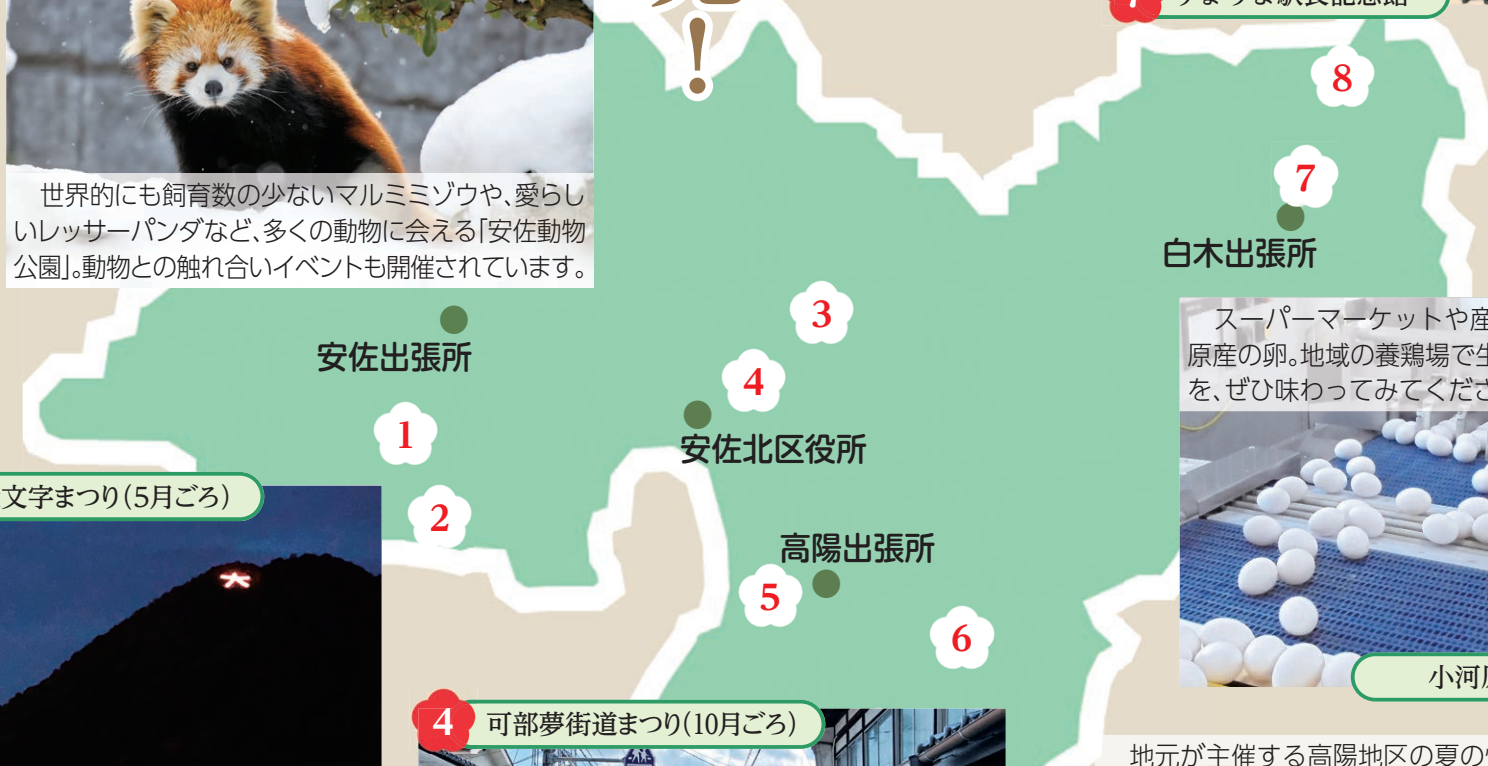 !
世界的にも飼育数の少ないマルミミゾウや、愛らし
いレッサーパンダなど、多くの動物に会える「安佐動物
公園」。動物との触れ合いイベントも開催されています。
8
7
白木出張所
3
安佐出張所
4
安佐北区役所
1
2
高陽出張所
5
6
スーパーマーケットや産
原産の卵。地域の養鶏場で生
を、ぜひ味わってみてくださ
文字まつり(5月ごろ)
大
小河原
4 可部夢街道まつり(10月ごろ)
地元が主催する高陽地区の夏の